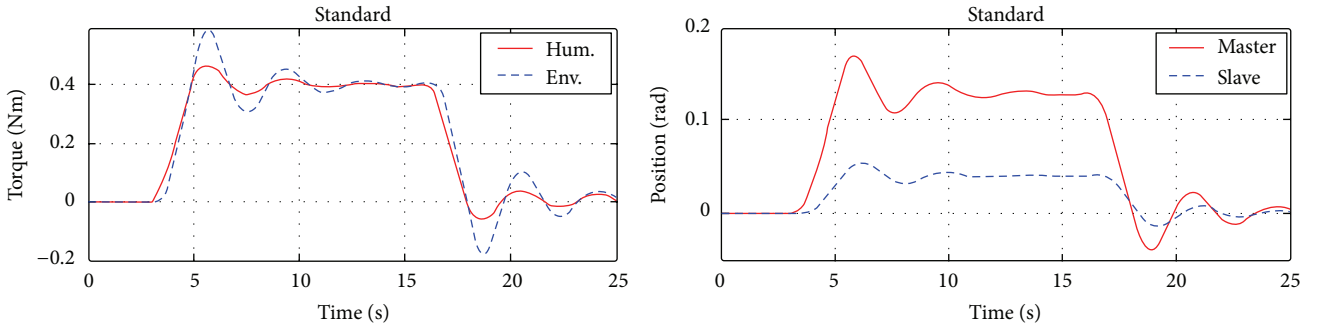 Standard
Torque (Nm)
0.4
0.2
0
−0.2
0
5
10
15
20
25
Time (s)
Hum.
Env.
Standard
Position (rad)
0.2
0.1
0
0
5
10
15
20
25
Time (s)
Master
Slave